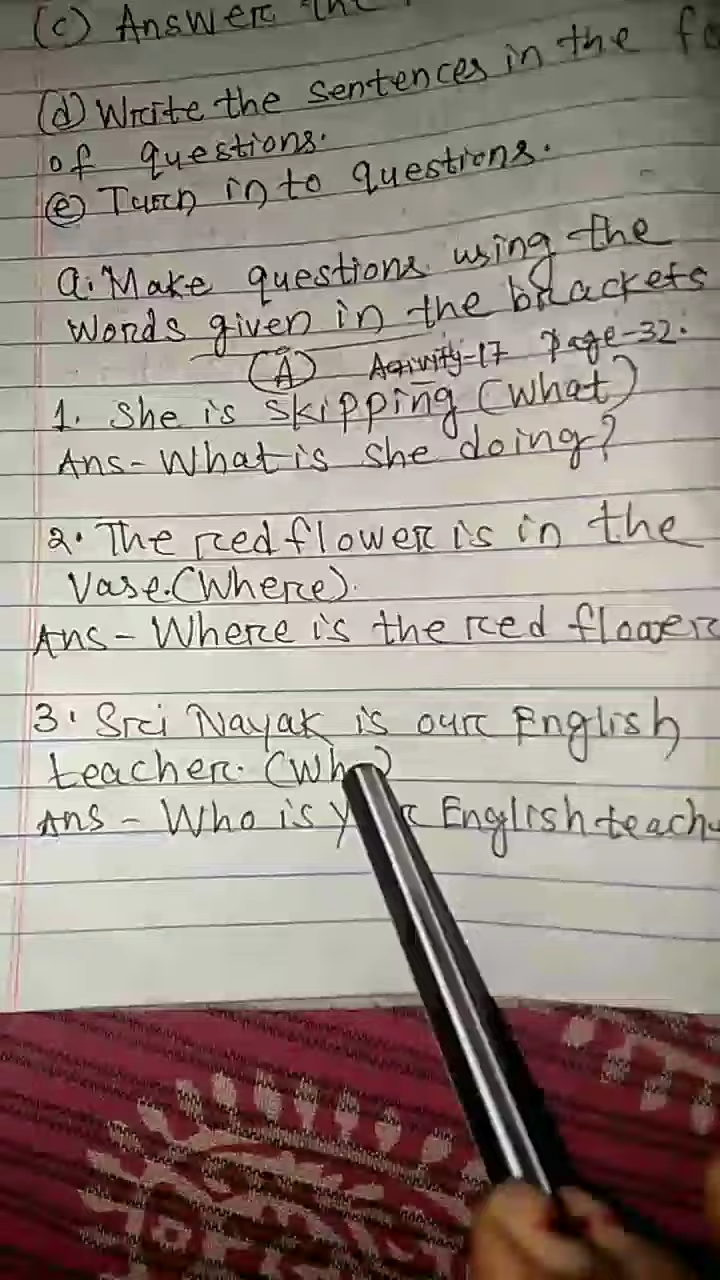 (c) Answer the
(d) Write the sentences in the
of questions.
(e) Turn in to questions.
Q. Make questions using the
words given in the brackets
(A) Activity-17 Page-32.
1. She is skipping (what)
Ans- What is she doing?
2. The red flower is in the
Vase. (Where).
Ans - Where is the red flower
3. Sri Nayak is our English
teacher. (Who)
Ans - Who is English teach